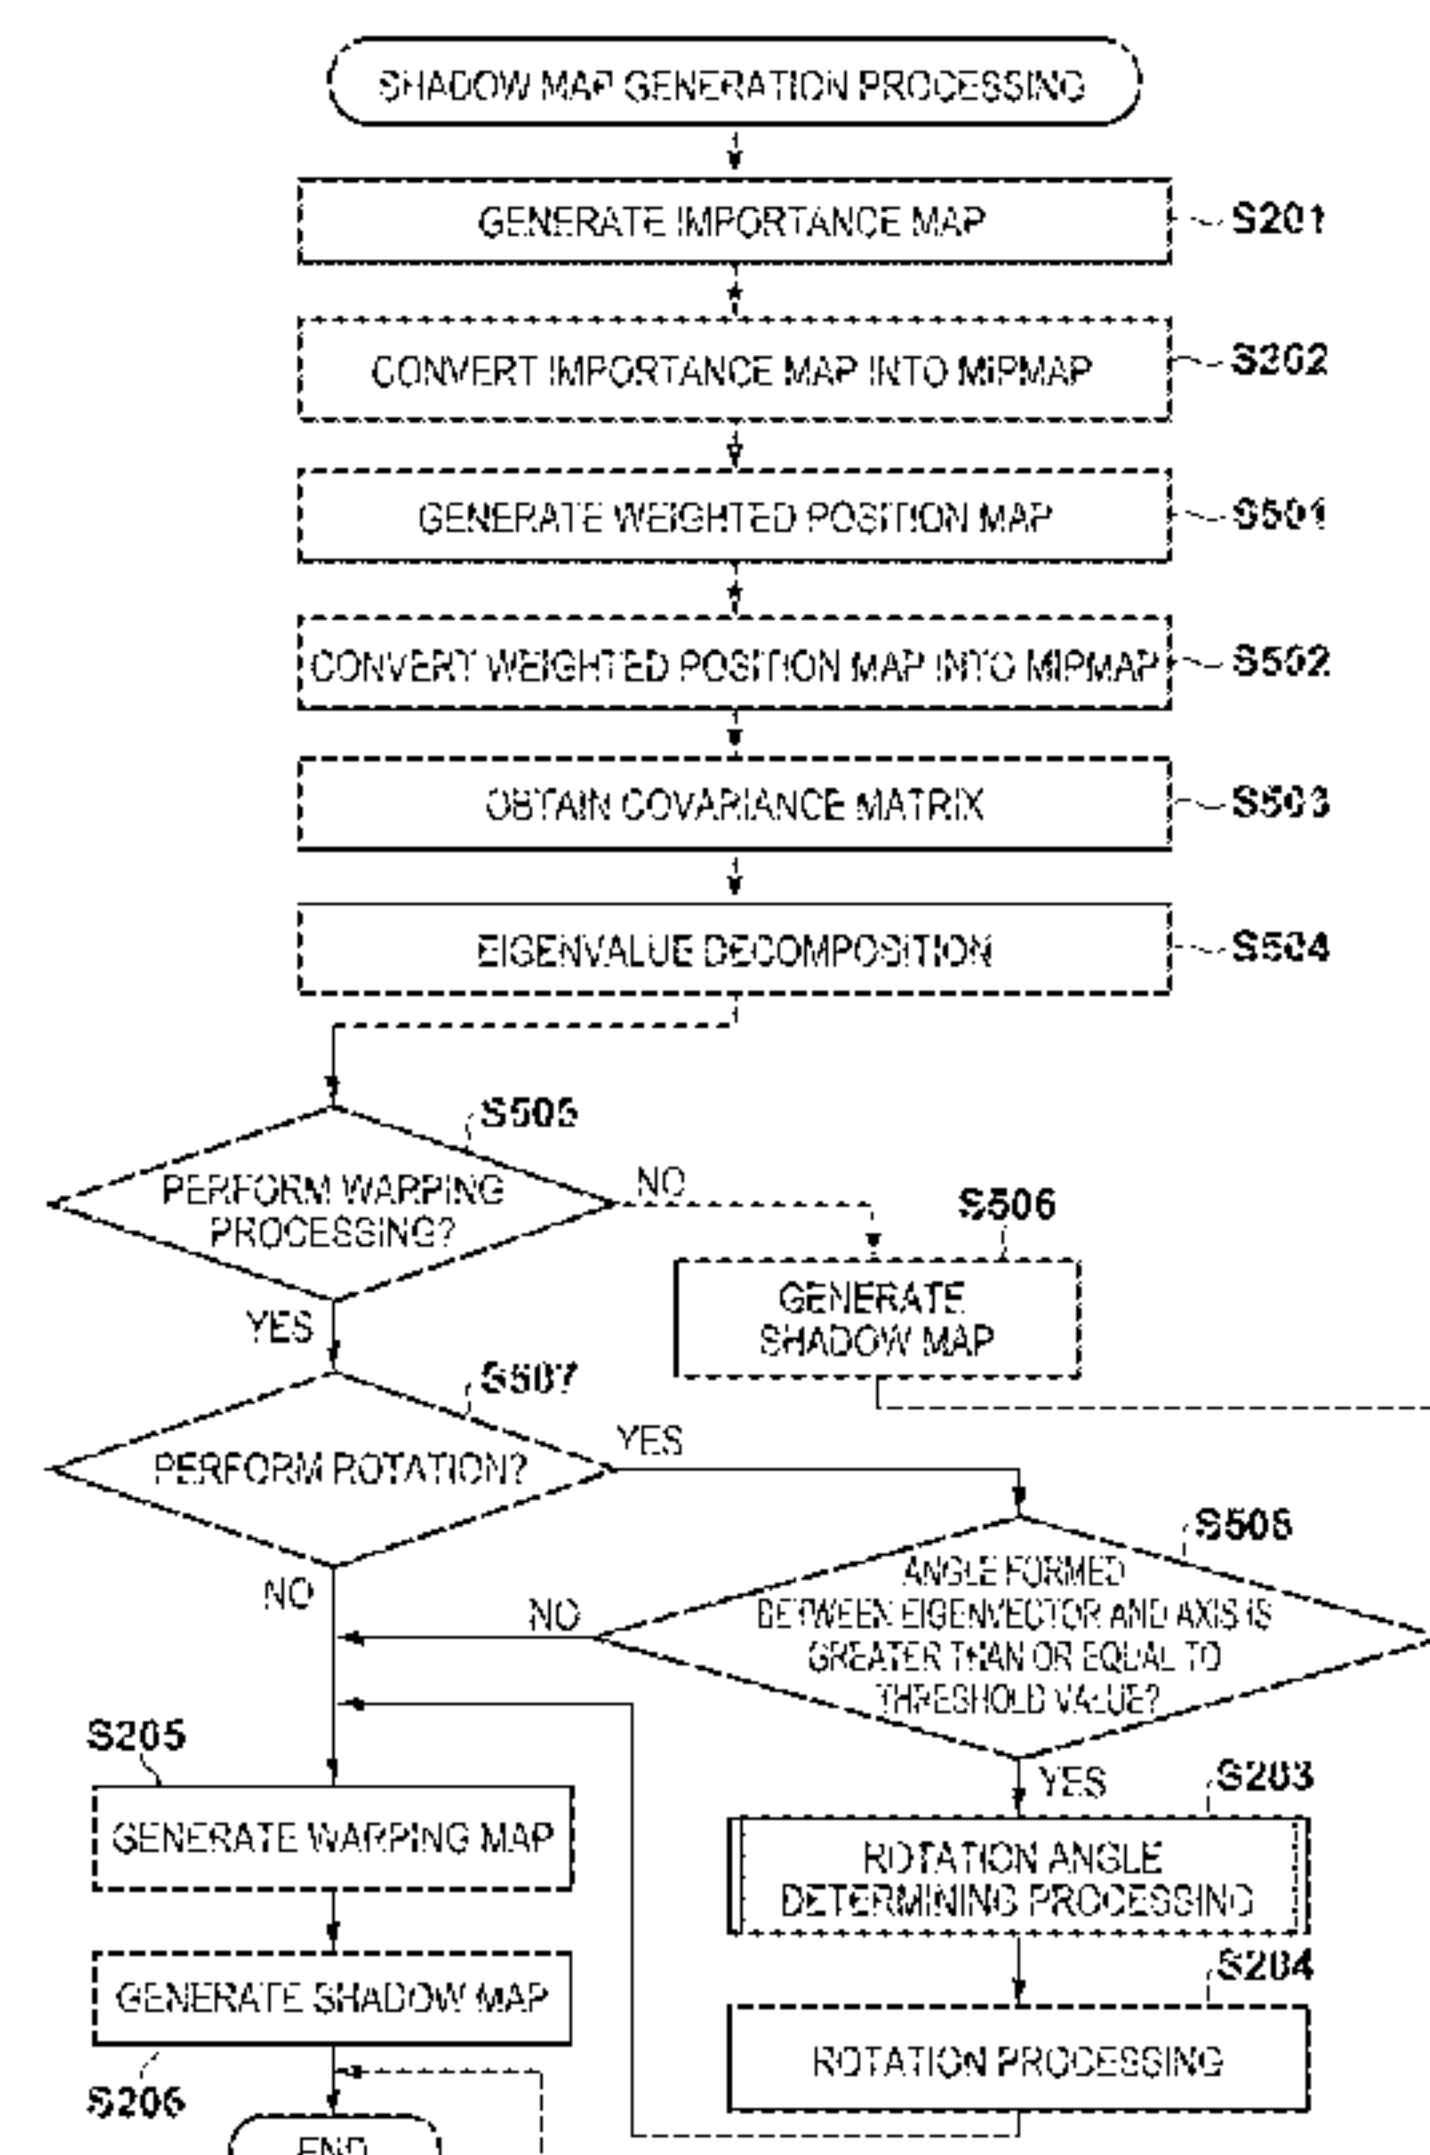 SHADOW MAP GENERATION PROCESSING
GENERATE IMPORTANCE MAP
S201
CONVERT IMPORTANCE MAP INTO MIPMAP
S202
GENERATE WEIGHTED POSITION MAP
S501
CONVERT WEIGHTED POSITION MAP INTO MIPMAP
S502
OBTAIN COVARIANCE MATRIX
S503
EIGENVALUE DECOMPOSITION
S504
S505
PERFORM WARPING
PROCESSING?
NO
S506
GENERATE
SHADOW MAP
YES
S507
PERFORM ROTATION?
YES
NO
S508
ANGLE FORMED
BETWEEN EIGENVECTOR AND AXIS IS
GREATER THAN OR EQUAL TO
THRESHOLD VALUE?
NO
YES
S205
GENERATE WARPING MAP
S203
ROTATION ANGLE
DETERMINING PROCESSING
GENERATE SHADOW MAP
S206
S204
ROTATION PROCESSING
END